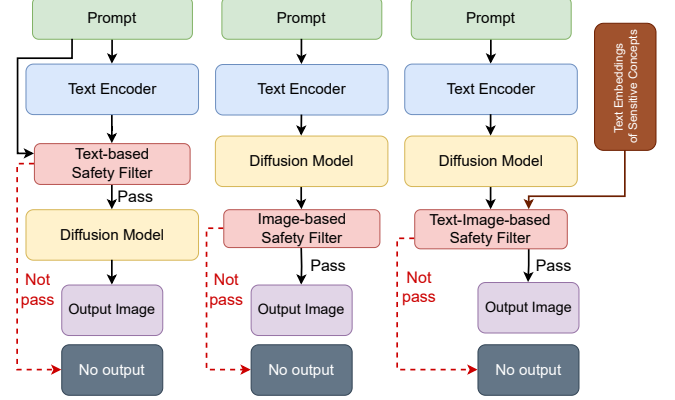 Prompt
Text Encoder
Text-based
Safety Filter
Pass
Diffusion Model
Not
pass
Output Image
No output
Prompt
Text Encoder
Diffusion Model
Image-based
Safety Filter
Pass
Not
pass
Output Image
No output
Prompt
Text Encoder
Diffusion Model
Text Embeddings
of Sensitive Concepts
Text-Image-based
Safety Filter
Pass
Not
pass
Output Image
No output